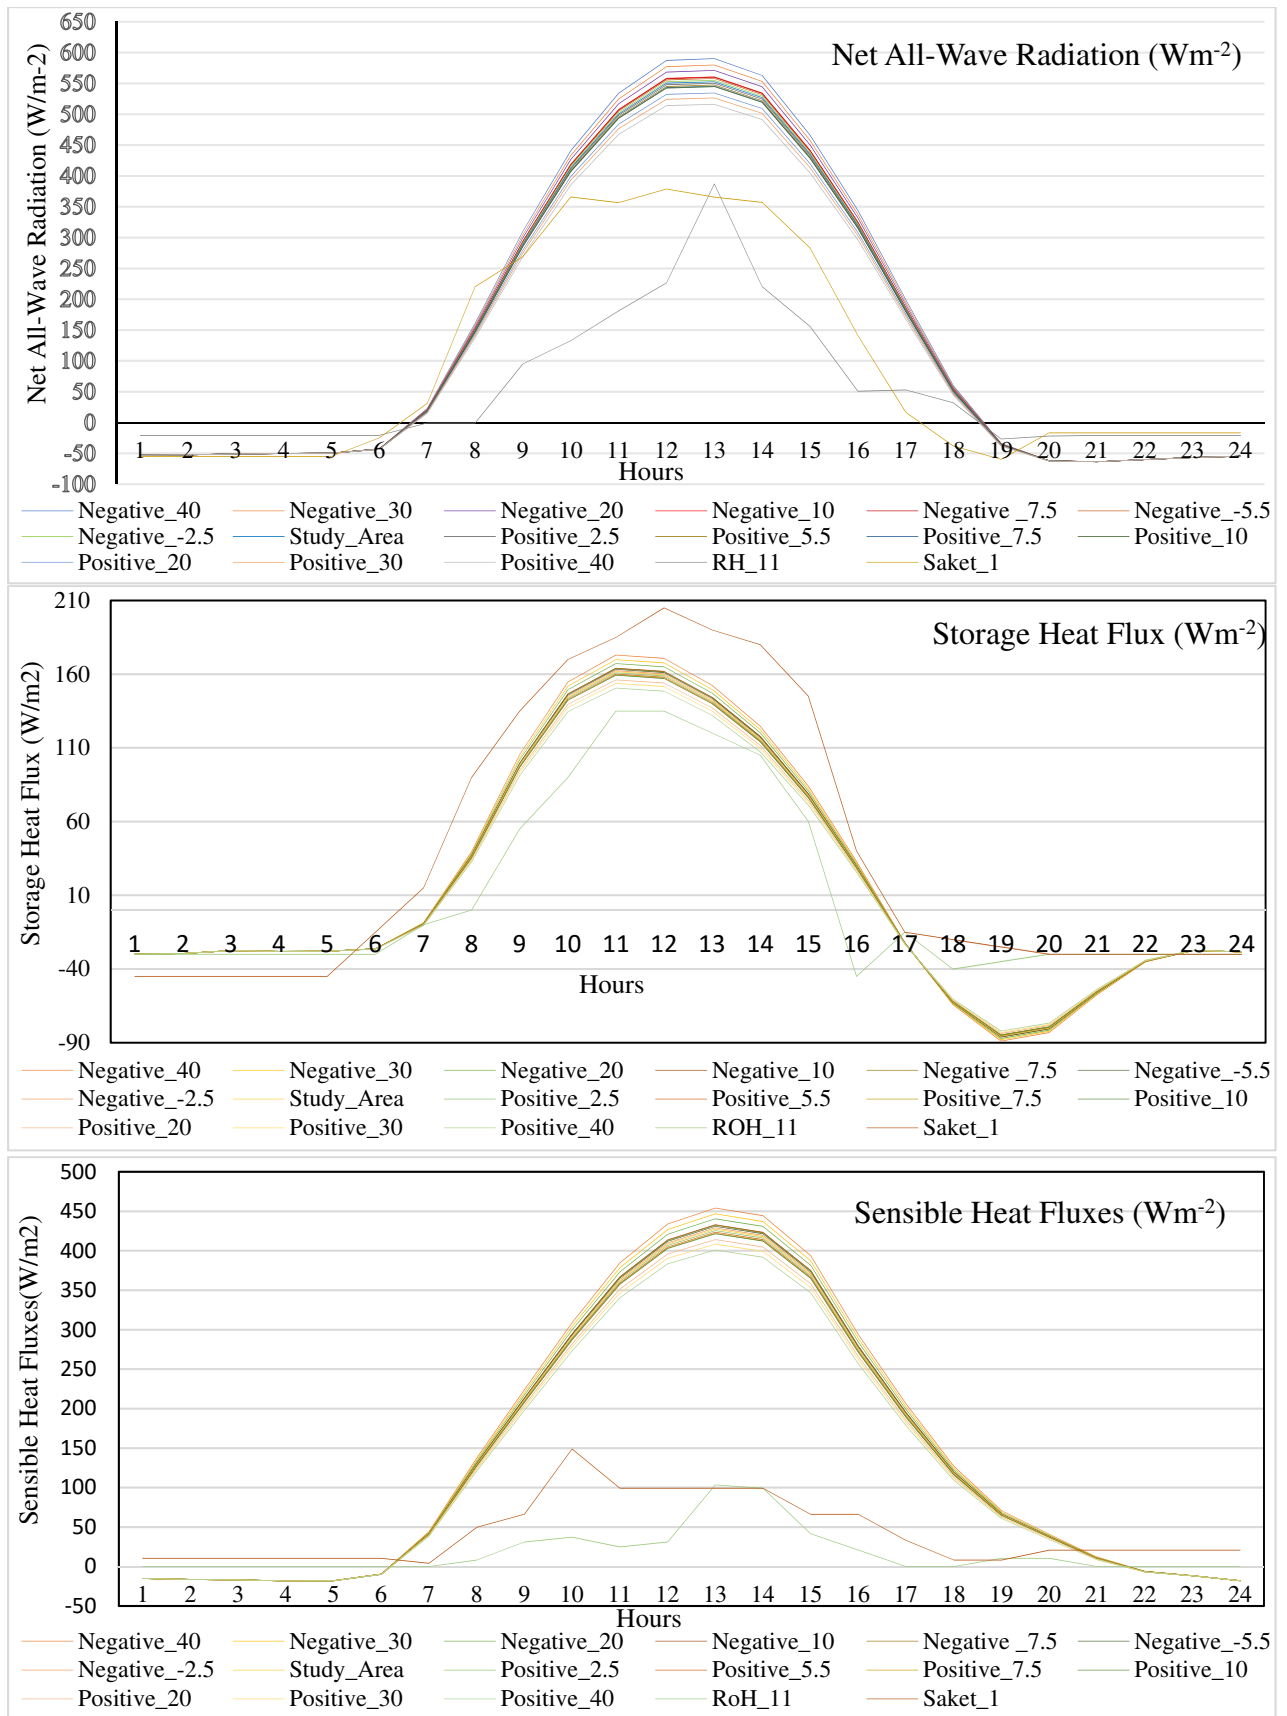 Net All-Wave Radiation (Wm-2)
Net All-Wave Radiation (W/m-2)
650
600
550
500
450
400
350
300
250
200
150
100
50
0
-50
-100
1 2 3 4 5 6 7 8 9 10 11 12 13 14 15 16 17 18 19 20 21 22 23 24
Hours
Negative_40 Negative_30 Negative_20 Negative_10 Negative _7.5 Negative_-5.5
Negative_-2.5 Study_Area Positive_2.5 Positive_5.5 Positive_7.5 Positive_10
Positive_20 Positive_30 Positive_40 RH_11 Saket_1
Storage Heat Flux (Wm-2)
Storage Heat Flux (W/m2)
210
160
110
60
10
-40
-90
1 2 3 4 5 6 7 8 9 10 11 12 13 14 15 16 17 18 19 20 21 22 23 24
Hours
Negative_40 Negative_30 Negative_20 Negative_10 Negative _7.5 Negative_-5.5
Negative_-2.5 Study_Area Positive_2.5 Positive_5.5 Positive_7.5 Positive_10
Positive_20 Positive_30 Positive_40 ROH_11 Saket_1
Sensible Heat Fluxes (Wm-2)
Sensible Heat Fluxes(W/m2)
500
450
400
350
300
250
200
150
100
50
0
-50
1 2 3 4 5 6 7 8 9 10 11 12 13 14 15 16 17 18 19 20 21 22 23 24
Hours
Negative_40 Negative_30 Negative_20 Negative_10 Negative _7.5 Negative_-5.5
Negative_-2.5 Study_Area Positive_2.5 Positive_5.5 Positive_7.5 Positive_10
Positive_20 Positive_30 Positive_40 RoH_11 Saket_1